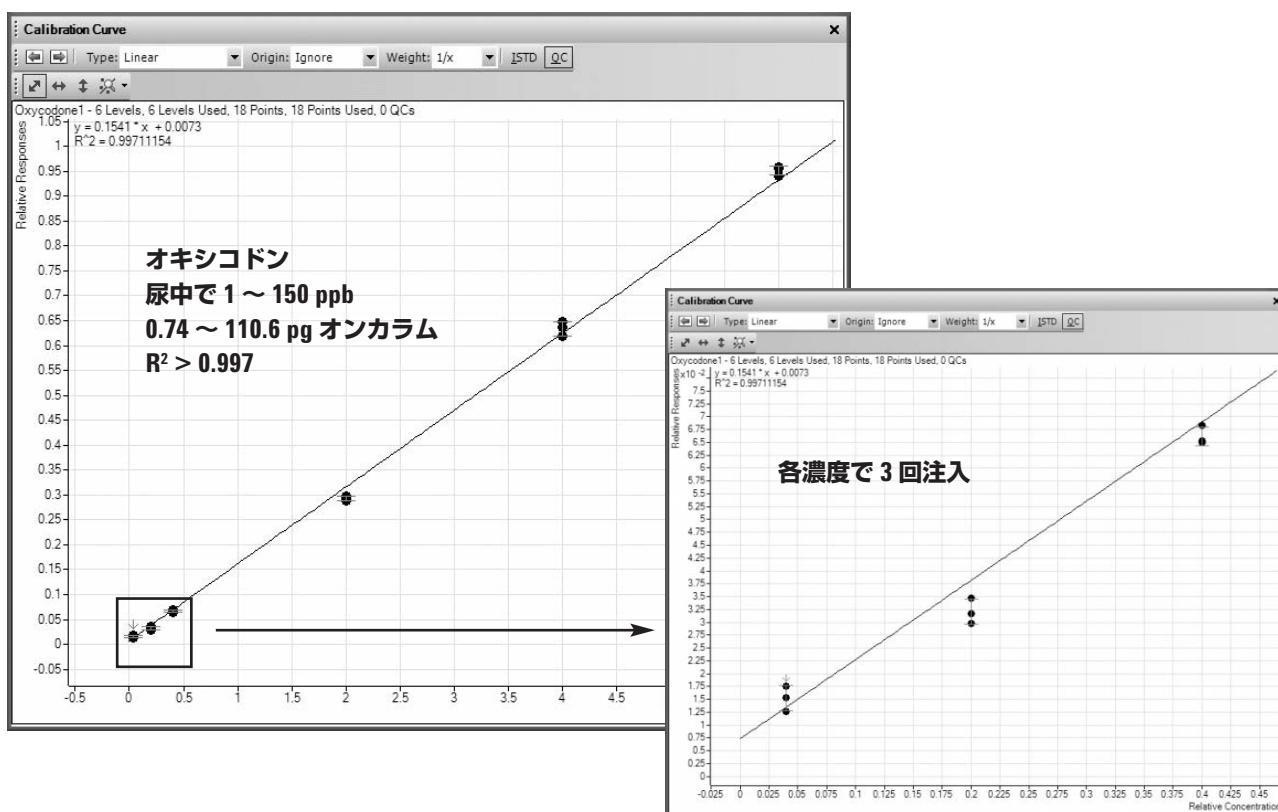 Calibration Curve
Type: Linear Origin: Ignore Weight: 1/x ISTD QC
Oxycodone1 - 6 Levels, 6 Levels Used, 18 Points, 18 Points Used, 0 QCs
y = 0.1541 * x + 0.0073
R^2 = 0.99711154
Relative Responses
1.05
1
0.95
0.9
0.85
0.8
0.75
0.7
0.65
0.6
0.55
0.5
0.45
0.4
0.35
0.3
0.25
0.2
0.15
0.1
0.05
0
-0.05
-0.5 0 0.5 1 1.5 2 2.5 3 3.5 4 4.5
オキシコドン
尿中で 1 ～ 150 ppb
0.74 ～ 110.6 pg オンカラム
R² > 0.997
Calibration Curve
Type: Linear Origin: Ignore Weight: 1/x ISTD QC
Oxycodone1 - 6 Levels, 6 Levels Used, 18 Points, 18 Points Used, 0 QCs
x10 -2
y = 0.1541 * x + 0.0073
R^2 = 0.99711154
Relative Responses
7.5
7.25
7
6.75
6.5
6.25
6
5.75
5.5
5.25
5
4.75
4.5
4.25
4
3.75
3.5
3.25
3
2.75
2.5
2.25
2
1.75
1.5
1.25
1
0.75
0.5
0.25
0
-0.025 0 0.025 0.05 0.075 0.1 0.125 0.15 0.175 0.2 0.225 0.25 0.275 0.3 0.325 0.35 0.375 0.4 0.425 0.45
Relative Concentration
各濃度で 3 回注入